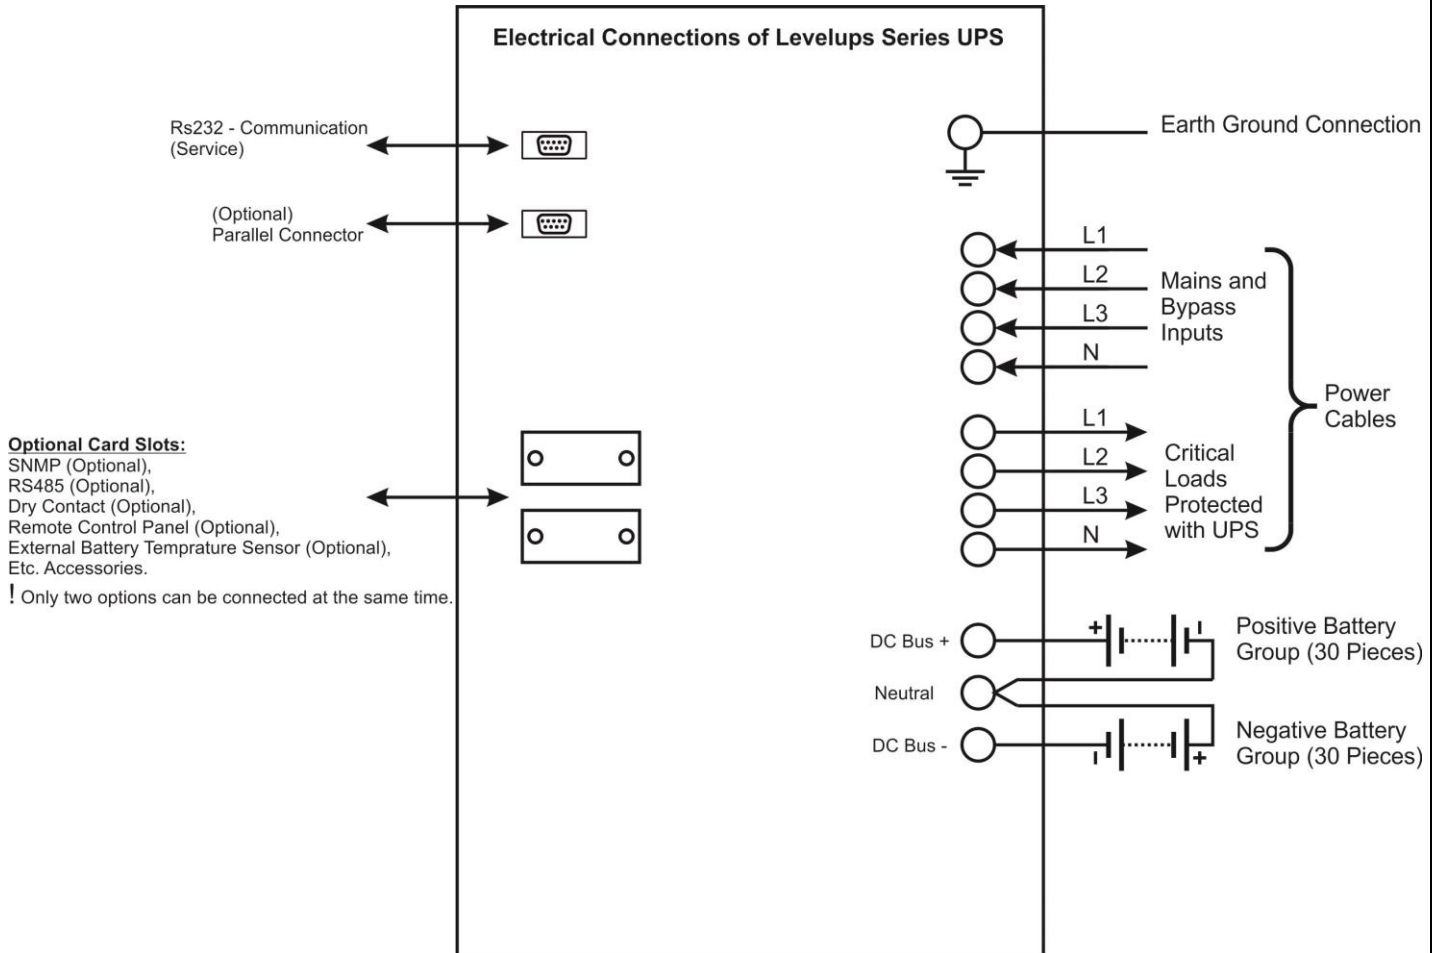 Electrical Connections of Levelups Series UPS
Rs232 - Communication
(Service)
(Optional)
Parallel Connector
Optional Card Slots:
SNMP (Optional),
RS485 (Optional),
Dry Contact (Optional),
Remote Control Panel (Optional),
External Battery Temprature Sensor (Optional),
Etc. Accessories.
! Only two options can be connected at the same time.
Earth Ground Connection
L1
L2
L3
N
Mains and
Bypass
Inputs
L1
L2
L3
N
Critical
Loads
Protected
with UPS
Power
Cables
DC Bus +
Neutral
DC Bus -
+
-
Positive Battery
Group (30 Pieces)
-
+
Negative Battery
Group (30 Pieces)